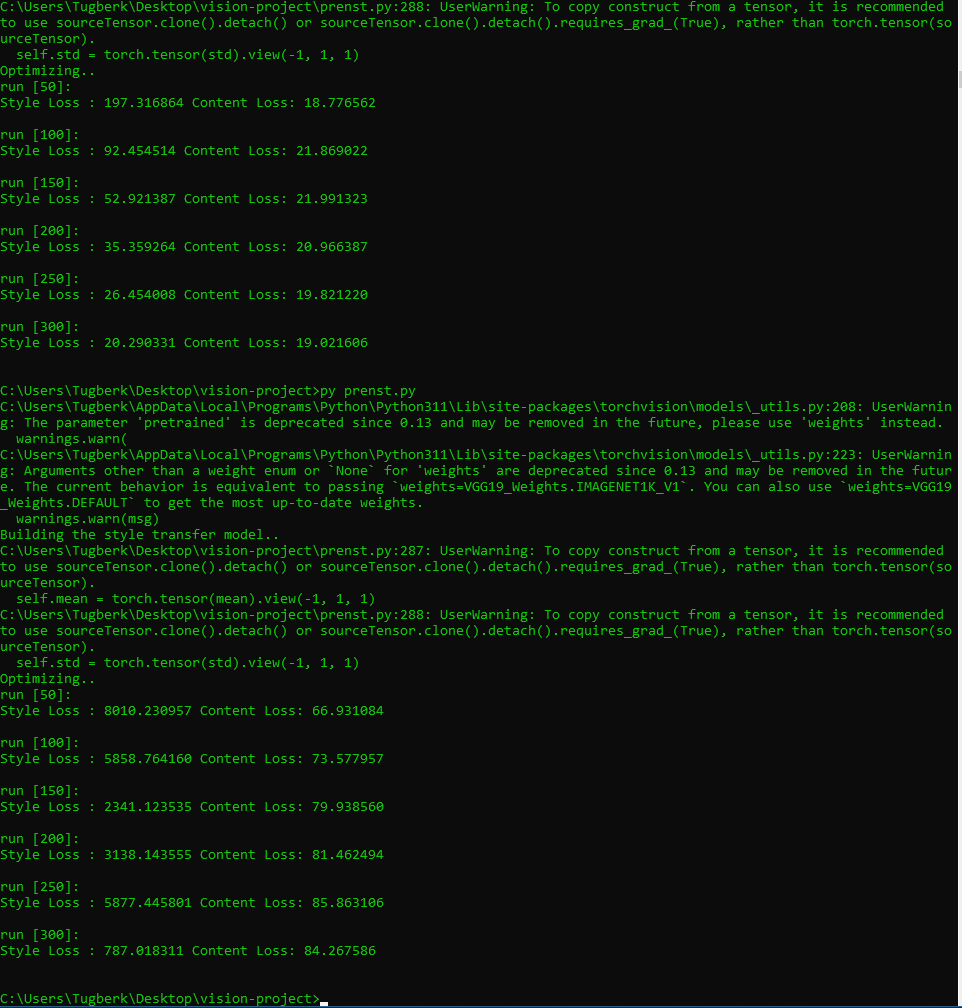 C:\Users\Tugberk\Desktop\vision-project\prenst.py:288: UserWarning: To copy construct from a tensor, it is recommended
to use sourceTensor.clone().detach() or sourceTensor.clone().detach().requires_grad_(True), rather than torch.tensor(so
urceTensor).
  self.std = torch.tensor(std).view(-1, 1, 1)
Optimizing..
run [50]:
Style Loss : 197.316864 Content Loss: 18.776562

run [100]:
Style Loss : 92.454514 Content Loss: 21.869022

run [150]:
Style Loss : 52.921387 Content Loss: 21.991323

run [200]:
Style Loss : 35.359264 Content Loss: 20.966387

run [250]:
Style Loss : 26.454008 Content Loss: 19.821220

run [300]:
Style Loss : 20.290331 Content Loss: 19.021606

C:\Users\Tugberk\Desktop\vision-project>py prenst.py
C:\Users\Tugberk\AppData\Local\Programs\Python\Python311\Lib\site-packages\torchvision\models\_utils.py:208: UserWarnin
g: The parameter 'pretrained' is deprecated since 0.13 and may be removed in the future, please use 'weights' instead.
  warnings.warn(
C:\Users\Tugberk\AppData\Local\Programs\Python\Python311\Lib\site-packages\torchvision\models\_utils.py:223: UserWarnin
g: Arguments other than a weight enum or `None` for 'weights' are deprecated since 0.13 and may be removed in the futur
e. The current behavior is equivalent to passing `weights=VGG19_Weights.IMAGENET1K_V1`. You can also use `weights=VGG19
_Weights.DEFAULT` to get the most up-to-date weights.
  warnings.warn(msg)
Building the style transfer model..
C:\Users\Tugberk\Desktop\vision-project\prenst.py:287: UserWarning: To copy construct from a tensor, it is recommended
to use sourceTensor.clone().detach() or sourceTensor.clone().detach().requires_grad_(True), rather than torch.tensor(so
urceTensor).
  self.mean = torch.tensor(mean).view(-1, 1, 1)
C:\Users\Tugberk\Desktop\vision-project\prenst.py:288: UserWarning: To copy construct from a tensor, it is recommended
to use sourceTensor.clone().detach() or sourceTensor.clone().detach().requires_grad_(True), rather than torch.tensor(so
urceTensor).
  self.std = torch.tensor(std).view(-1, 1, 1)
Optimizing..
run [50]:
Style Loss : 8010.230957 Content Loss: 66.931084

run [100]:
Style Loss : 5858.764160 Content Loss: 73.577957

run [150]:
Style Loss : 2341.123535 Content Loss: 79.938560

run [200]:
Style Loss : 3138.143555 Content Loss: 81.462494

run [250]:
Style Loss : 5877.445801 Content Loss: 85.863106

run [300]:
Style Loss : 787.018311 Content Loss: 84.267586

C:\Users\Tugberk\Desktop\vision-project>